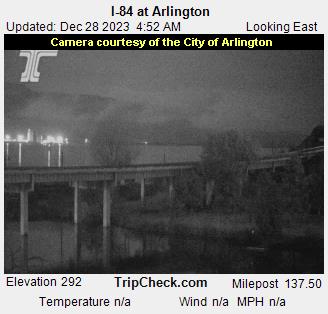 I-84 at Arlington
Updated: Dec 28 2023 4:52 AM Looking East
Camera courtesy of the City of Arlington
Elevation 292 TripCheck.com Milepost 137.50
Temperature n/a Wind n/a MPH n/a